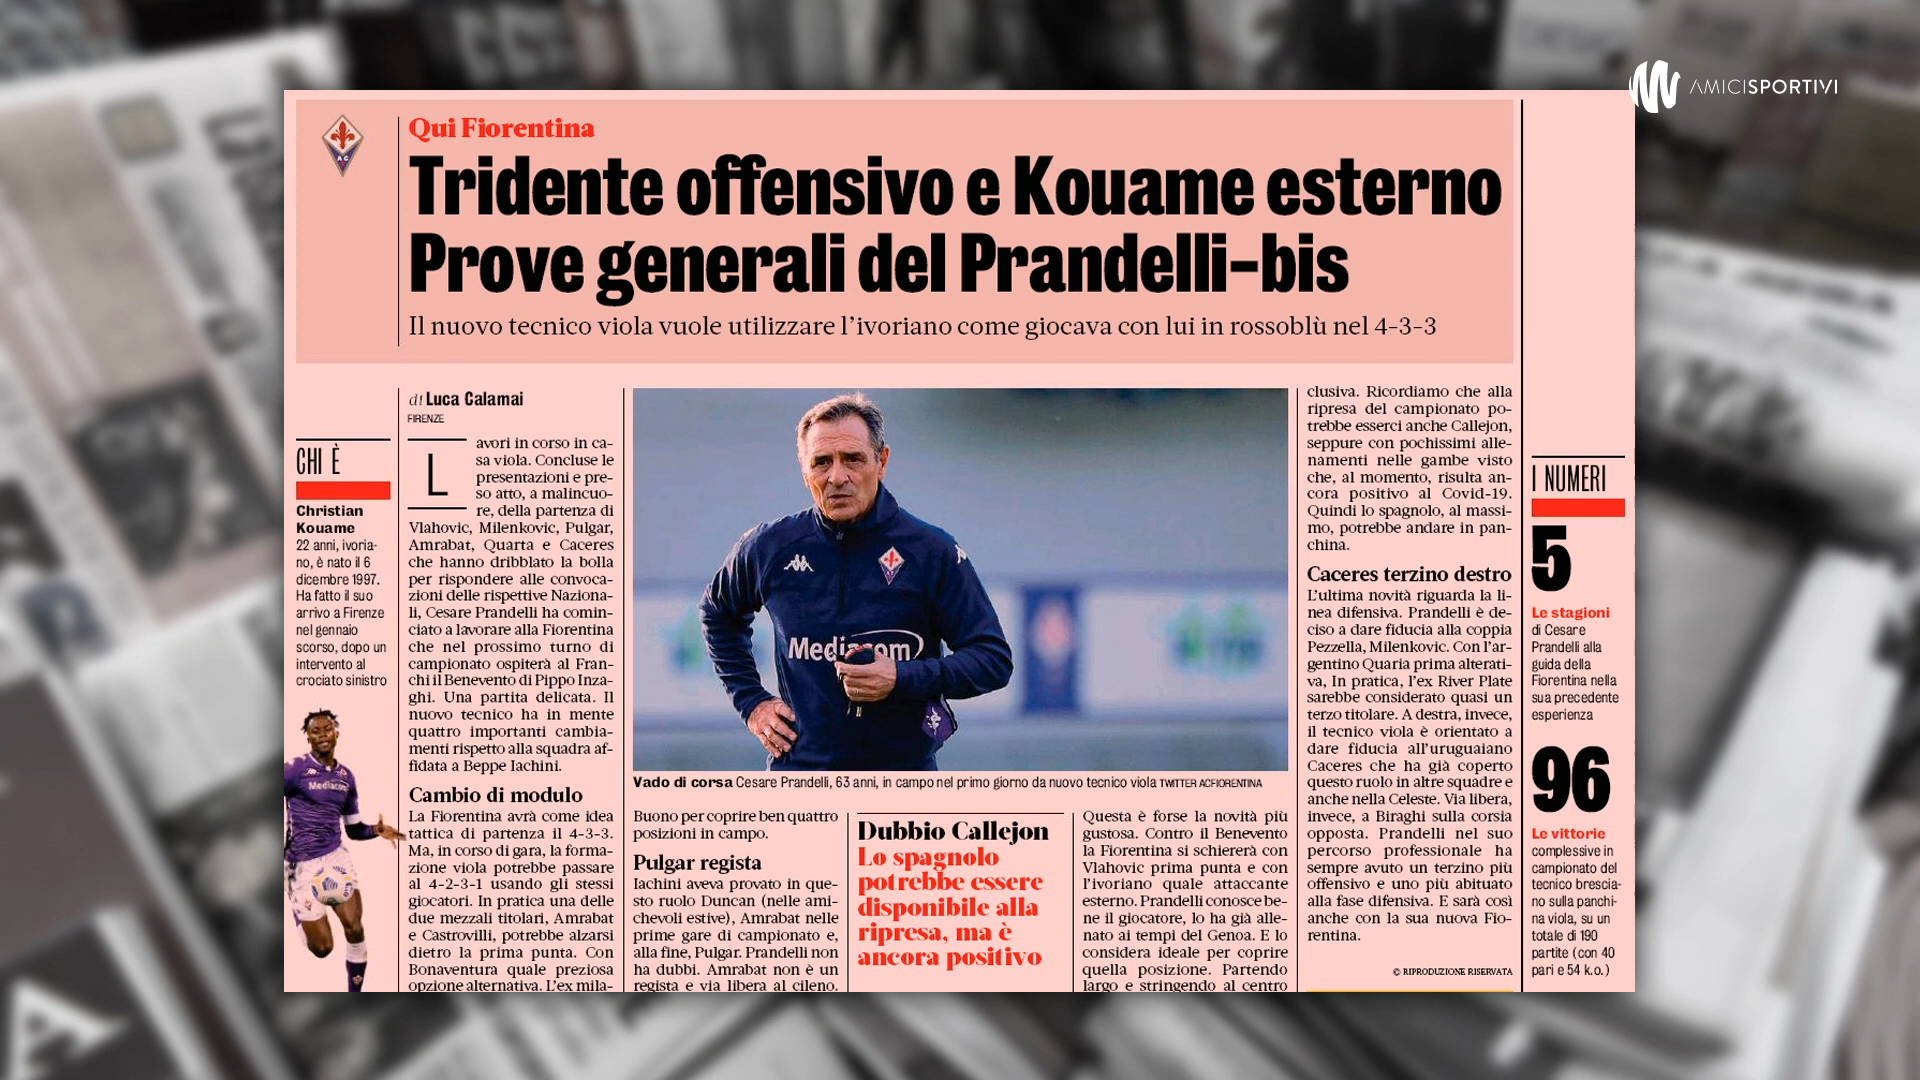 AMICISPORTIVI
Qui Fiorentina
Tridente offensivo e Kouame esterno
Prove generali del Prandelli-bis
Il nuovo tecnico viola vuole utilizzare l'ivoriano come giocava con lui in rossoblù nel 4-3-3
CHI È
Christian
Kouame
22 anni, ivoria-
no, è nato il 6
dicembre 1997.
Ha fatto il suo
arrivo a Firenze
nel gennaio
scorso, dopo un
intervento al
crociato sinistro
di Luca Calamai
FIRENZE
L
avori in corso in ca-
sa viola. Concluse le
presentazioni e pre-
so atto, a malincuo-
re, della partenza di
Vlahovic, Milenkovic, Pulgar,
Amrabat, Quarta e Caceres
che hanno dribblato la bolla
per rispondere alle convoca-
zioni delle rispettive Naziona-
li, Cesare Prandelli ha comin-
ciato a lavorare alla Fiorentina
che nel prossimo turno di
campionato ospiterà al Fran-
chi il Benevento di Pippo Inza-
ghi. Una partita delicata. Il
nuovo tecnico ha in mente
quattro importanti cambia-
menti rispetto alla squadra af-
fidata a Beppe Iachini.
Cambio di modulo
La Fiorentina avrà come idea
tattica di partenza il 4-3-3.
Ma, in corso di gara, la forma-
zione viola potrebbe passare
al 4-2-3-1 usando gli stessi
giocatori. In pratica una delle
due mezzali titolari, Amrabat
e Castrovilli, potrebbe alzarsi
dietro la prima punta. Con
Bonaventura quale preziosa
opzione alternativa. L'ex mila-
Mediacom
Vado di corsa Cesare Prandelli, 63 anni, in campo nel primo giorno da nuovo tecnico viola TWITTER ACFIORENTINA
Buono per coprire ben quattro
posizioni in campo.
Pulgar regista
Iachini aveva provato in que-
sto ruolo Duncan (nelle ami-
chevoli estive), Amrabat nelle
prime gare di campionato e,
alla fine, Pulgar. Prandelli non
ha dubbi. Amrabat non è un
regista e via libera al cileno.
Dubbio Callejon
Lo spagnolo
potrebbe essere
disponibile alla
ripresa, ma è
ancora positivo
Questa è forse la novità più
gustosa. Contro il Benevento
la Fiorentina si schiererà con
Vlahovic prima punta e con
l'ivoriano quale attaccante
esterno. Prandelli conosce be-
ne il giocatore, lo ha già alle-
nato ai tempi del Genoa. E lo
considera ideale per coprire
quella posizione. Partendo
largo e stringendo al centro
clusiva. Ricordiamo che alla
ripresa del campionato po-
trebbe esserci anche Callejon,
seppure con pochissimi alle-
namenti nelle gambe visto
che, al momento, risulta an-
cora positivo al Covid-19.
Quindi lo spagnolo, al massi-
mo, potrebbe andare in pan-
china.
Caceres terzino destro
L'ultima novità riguarda la li-
nea difensiva. Prandelli è de-
ciso a dare fiducia alla coppia
Pezzella, Milenkovic. Con l'ar-
gentino Quaria prima alterati-
va, In pratica, l'ex River Plate
sarebbe considerato quasi un
terzo titolare. A destra, invece,
il tecnico viola è orientato a
dare fiducia all'uruguaiano
Caceres che ha già coperto
questo ruolo in altre squadre e
anche nella Celeste. Via libera,
invece, a Biraghi sulla corsia
opposta. Prandelli nel suo
percorso professionale ha
sempre avuto un terzino più
offensivo e uno più abituato
alla fase difensiva. E sarà così
anche con la sua nuova Fio-
rentina.
© RIPRODUZIONE RISERVATA
I NUMERI
5
Le stagioni
di Cesare
Prandelli alla
guida della
Fiorentina nella
sua precedente
esperienza
96
Le vittorie
complessive in
campionato del
tecnico brescia-
no sulla panchi-
na viola, su un
totale di 190
partite (con 40
pari e 54 k.o.)